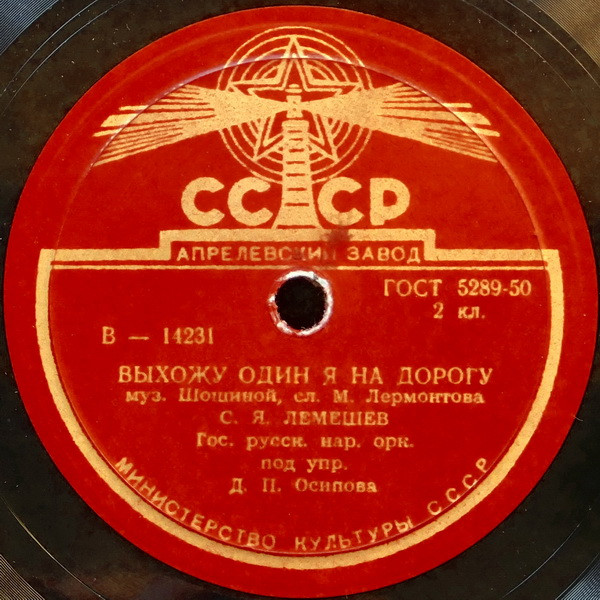 СССР
АПРЕЛЕВСКИЙ ЗАВОД
ГОСТ 5289-50
2 кл.
В — 14231
ВЫХОЖУ ОДИН Я НА ДОРОГУ
муз. Шошиной, сл. М. Лермонтова
С. Я. ЛЕМЕШЕВ
Гос. русск. нар. орк.
под упр.
Д. П. Осипова
МИНИСТЕРСТВО КУЛЬТУРЫ СССР